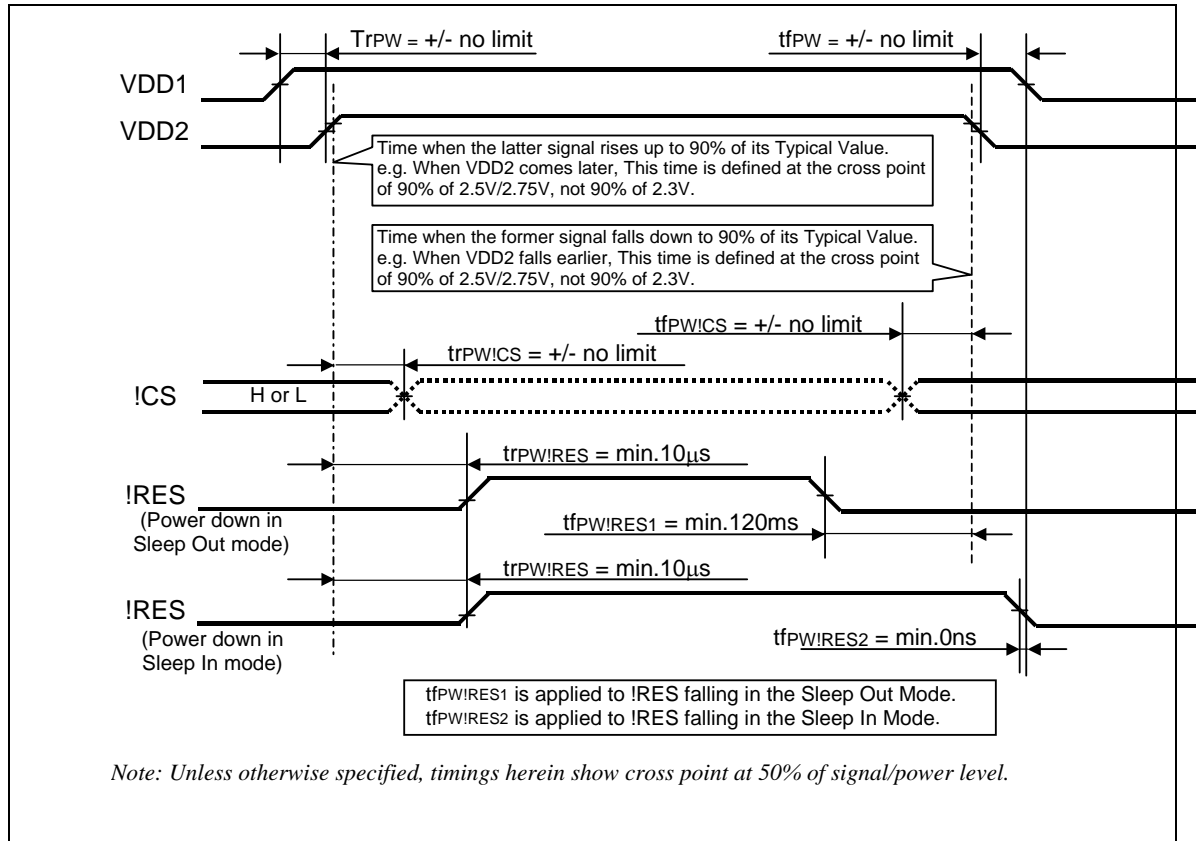 TrPW = +/- no limit
tfPW = +/- no limit
VDD1
VDD2
Time when the latter signal rises up to 90% of its Typical Value.
e.g. When VDD2 comes later, This time is defined at the cross point
of 90% of 2.5V/2.75V, not 90% of 2.3V.
Time when the former signal falls down to 90% of its Typical Value.
e.g. When VDD2 falls earlier, This time is defined at the cross point
of 90% of 2.5V/2.75V, not 90% of 2.3V.
tfPW!CS = +/- no limit
trPW!CS = +/- no limit
!CS
H or L
trPW!RES = min.10μs
!RES
(Power down in
Sleep Out mode)
tfPW!RES1 = min.120ms
trPW!RES = min.10μs
!RES
(Power down in
Sleep In mode)
tfPW!RES2 = min.0ns
tfPW!RES1 is applied to !RES falling in the Sleep Out Mode.
tfPW!RES2 is applied to !RES falling in the Sleep In Mode.
Note: Unless otherwise specified, timings herein show cross point at 50% of signal/power level.